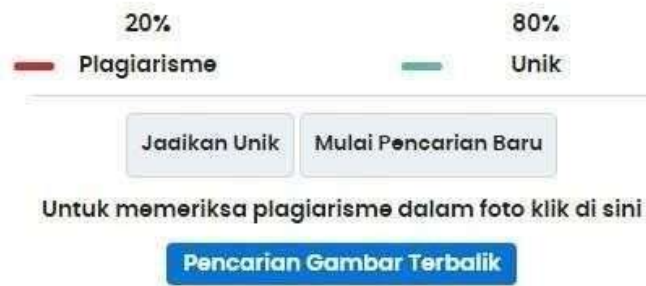 20% 80%
Plagiarisme Unik
Jadikan Unik Mulai Pencarian Baru
Untuk memeriksa plagiarisme dalam foto klik di sini
Pencarian Gambar Terbalik